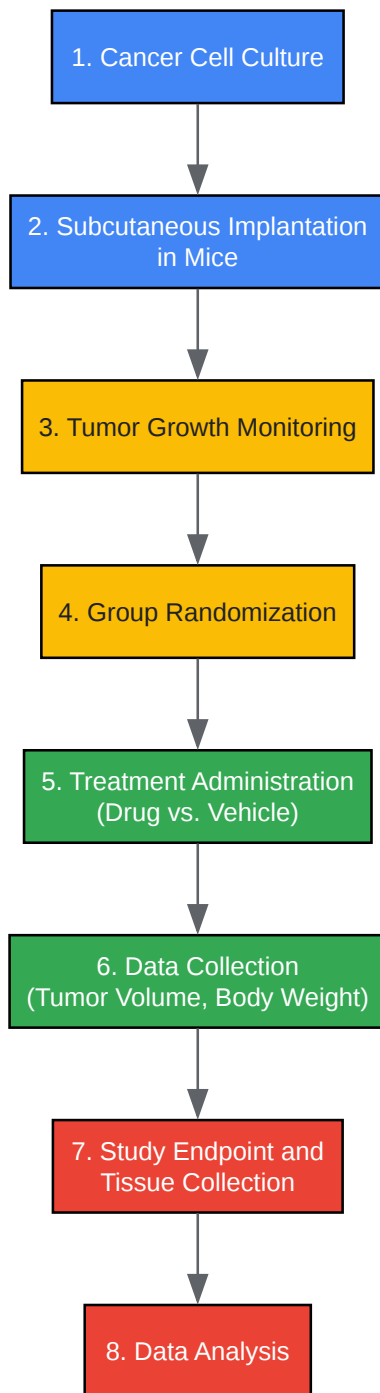 1. Cancer Cell Culture
2. Subcutaneous Implantation
in Mice
3. Tumor Growth Monitoring
4. Group Randomization
5. Treatment Administration
(Drug vs. Vehicle)
6. Data Collection
(Tumor Volume, Body Weight)
7. Study Endpoint and
Tissue Collection
8. Data Analysis